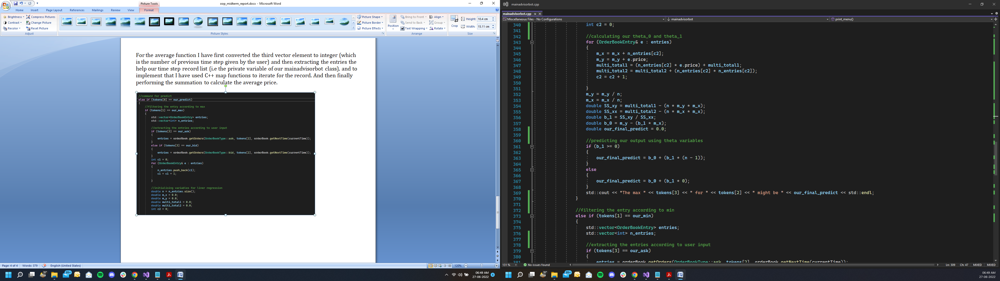 Picture Tools
oop_midterm_report.docx - Microsoft Word
Home Insert Page Layout References Mailings Review View Format
Brightness Compress Pictures
Contrast Change Picture
Recolor Reset Picture
Adjust
Picture Styles
Picture Shape
Picture Border
Picture Effects
Position
Bring to Front Align
Send to Back Group
Text Wrapping Rotate
Arrange
Crop
Height: 10.4 cm
Width: 15.11 cm
Size
For the average function I have first converted the third vector element to integer (which
is the number of previous time step given by the user) and then extracting the entries the
help our time step record list (i.e the private variable of our mainadvisorbot class), and to
implement that I have used C++ map functions to iterate for the record. And then finally
performing the summation to calculate the average price.
//command for predict
else if (tokens[0] == our_predict)
{
//filtering the entry according to max
if (tokens[1] == our_max)
{
std::vector<OrderBookEntry> entries;
std::vector<int> n_entries;
//extracting the entries according to user input
if (tokens[3] == our_ask)
{
entries = orderBook.getOrders(OrderBookType::ask, tokens[2], orderBook.getNextTime(currentTime));
}
else if (tokens[3] == our_bid)
{
entries = orderBook.getOrders(OrderBookType::bid, tokens[2], orderBook.getNextTime(currentTime));
}
int c1 = 0;
for (OrderBookEntry& e : entries)
{
n_entries.push_back(c1);
c1 = c1 + 1;
}
//initialising variables for liner regression
double n = n_entries.size();
double m_x = 0.0;
double m_y = 0.0;
double multi_total1 = 0.0;
double multi_total2 = 0.0;
int c2 = 0;
Page: 4 of 4 Words: 379 English (United States) 120%
31° 99+ 06:49 AM
27-06-2022 4
mainadvisorbot.cpp
mainadvisorbot.cpp
Miscellaneous Files - No Configurations mainadvisorbot print_menu()
340 int c2 = 0;
341
342 //calculating our theta_0 and theta_1
343 for (OrderBookEntry& e : entries)
344 {
345 m_x = m_x + n_entries[c2];
346 m_y = m_y + e.price;
347 multi_total1 = (n_entries[c2] * e.price) + multi_total1;
348 multi_total2 = multi_total2 + (n_entries[c2] * n_entries[c2]);
349 c2 = c2 + 1;
350
351 }
352 m_y = m_y / n;
353 m_x = m_x / n;
354 double SS_xy = multi_total1 - (n * m_y * m_x);
355 double SS_xx = multi_total2 - (n * m_x * m_x);
356 double b_1 = SS_xy / SS_xx;
357 double b_0 = m_y - (b_1 * m_x);
358 double our_final_predict = 0.0;
359
360 //predicting our output using theta variables
361 if (b_1 >= 0)
362 {
363 our_final_predict = b_0 + (b_1 * (n - 1));
364 }
365 else
366 {
367 our_final_predict = b_0 + (b_1 * 0);
368 }
369 std::cout << "The max " << tokens[3] << " for " << tokens[2] << " might be " << our_final_predict << std::endl;
370 }
371
372 //filtering the entry according to min
373 else if (tokens[1] == our_min)
374 {
375 std::vector<OrderBookEntry> entries;
376 std::vector<int> n_entries;
377
378 //extracting the entries according to user input
379 if (tokens[3] == our_ask)
380 {
381 entries = orderBook.getOrders(OrderBookType::ask, tokens[2], orderBook.getNextTime(currentTime));
131 % No issues found Ln: 309 Ch: 47 MIXED MIXED
31° 99+ 06:49 AM
27-06-2022